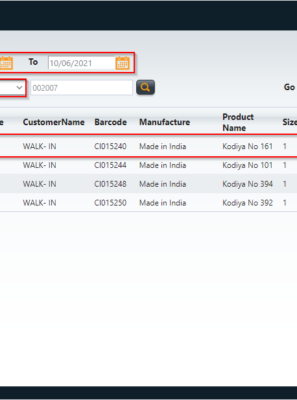 To 10/06/2021
002007
Go
e CustomerName Barcode Manufacture Product Name Size
WALK- IN CI015240 Made in India Kodiya No 161 1
WALK- IN CI015244 Made in India Kodiya No 101 1
WALK- IN CI015248 Made in India Kodiya No 394 1
WALK- IN CI015250 Made in India Kodiya No 392 1